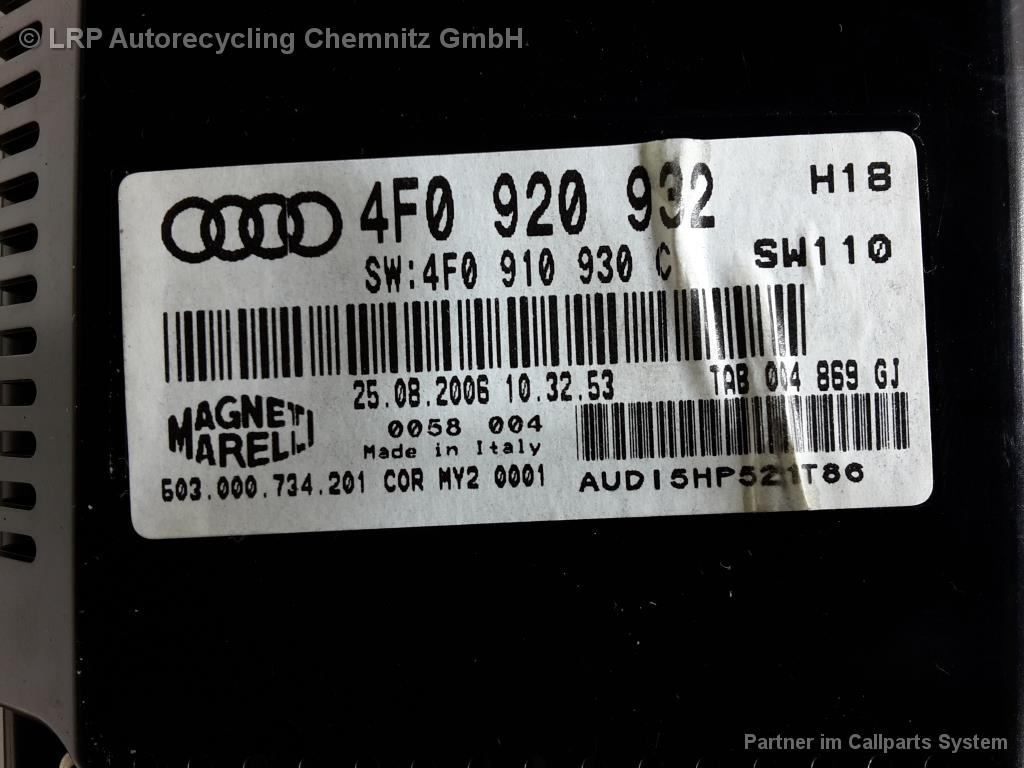 © LRP Autorecycling Chemnitz GmbH
4F0 920 932 H18
SW:4F0 910 930 C SW110
25.08.2006 10.32.53 TAB 004 869 GJ
MAGNETI MARELLI
0058 004
Made in Italy
503.000.734.201 COR MY2 0001 AUDI5HP521T86
Partner im Callparts System